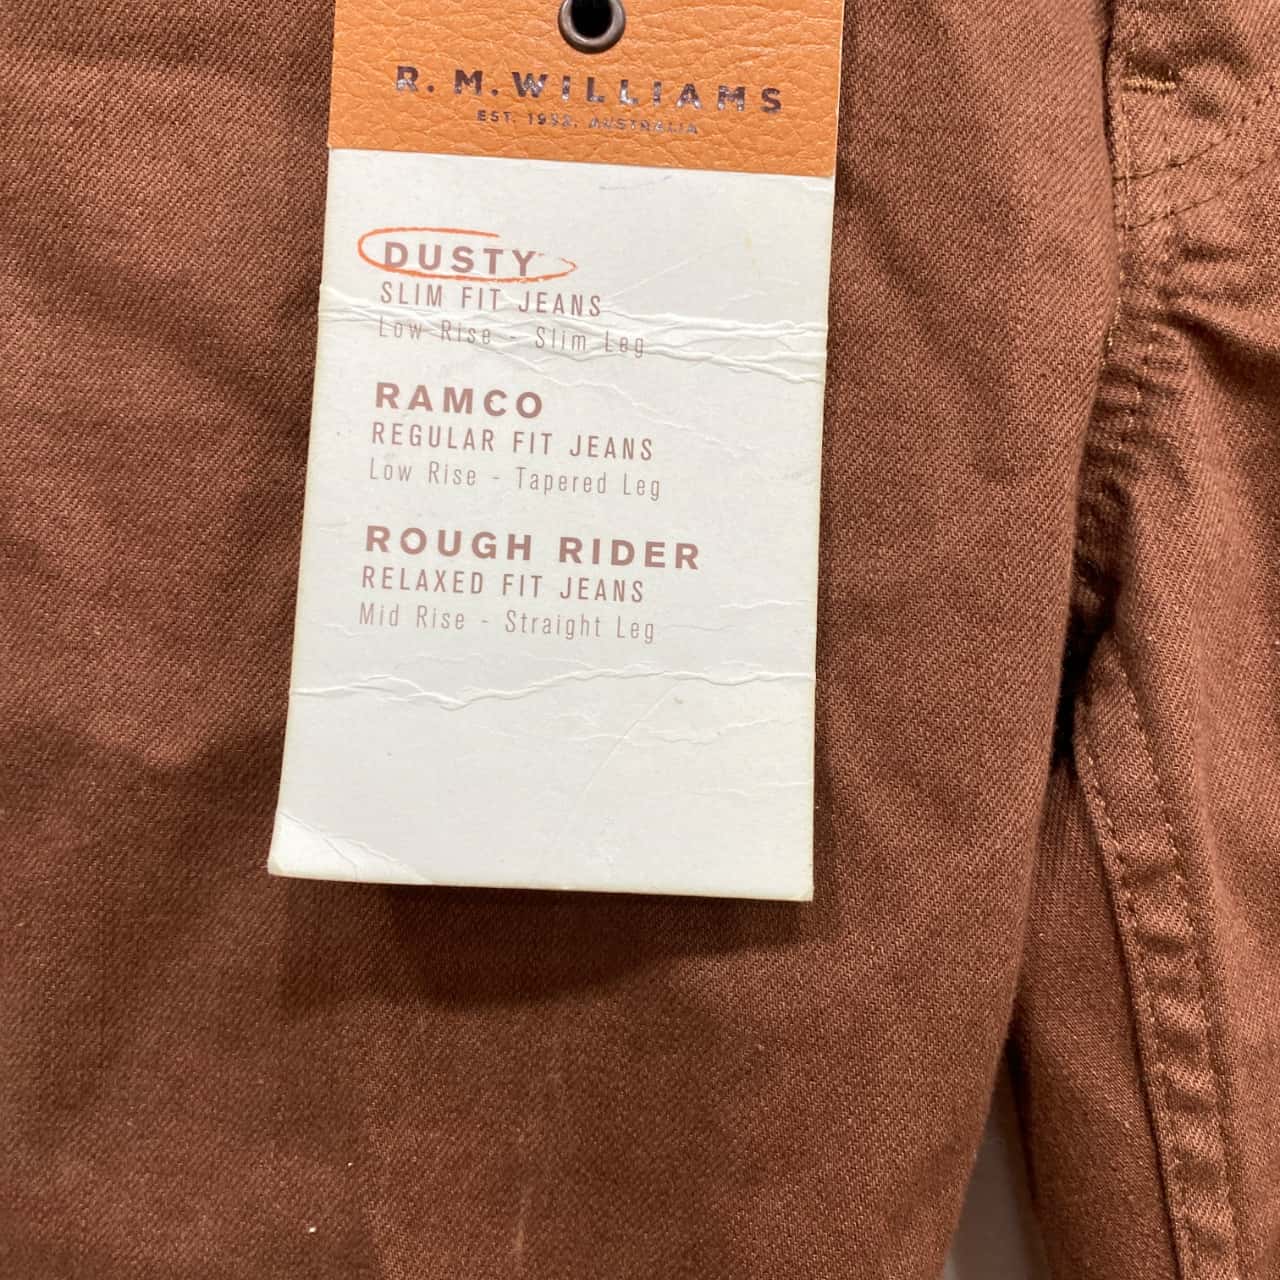 R. M. WILLIAMS
EST. 1932, AUSTRALIA
DUSTY
SLIM FIT JEANS
Low Rise - Slim Leg
RAMCO
REGULAR FIT JEANS
Low Rise - Tapered Leg
ROUGH RIDER
RELAXED FIT JEANS
Mid Rise - Straight Leg